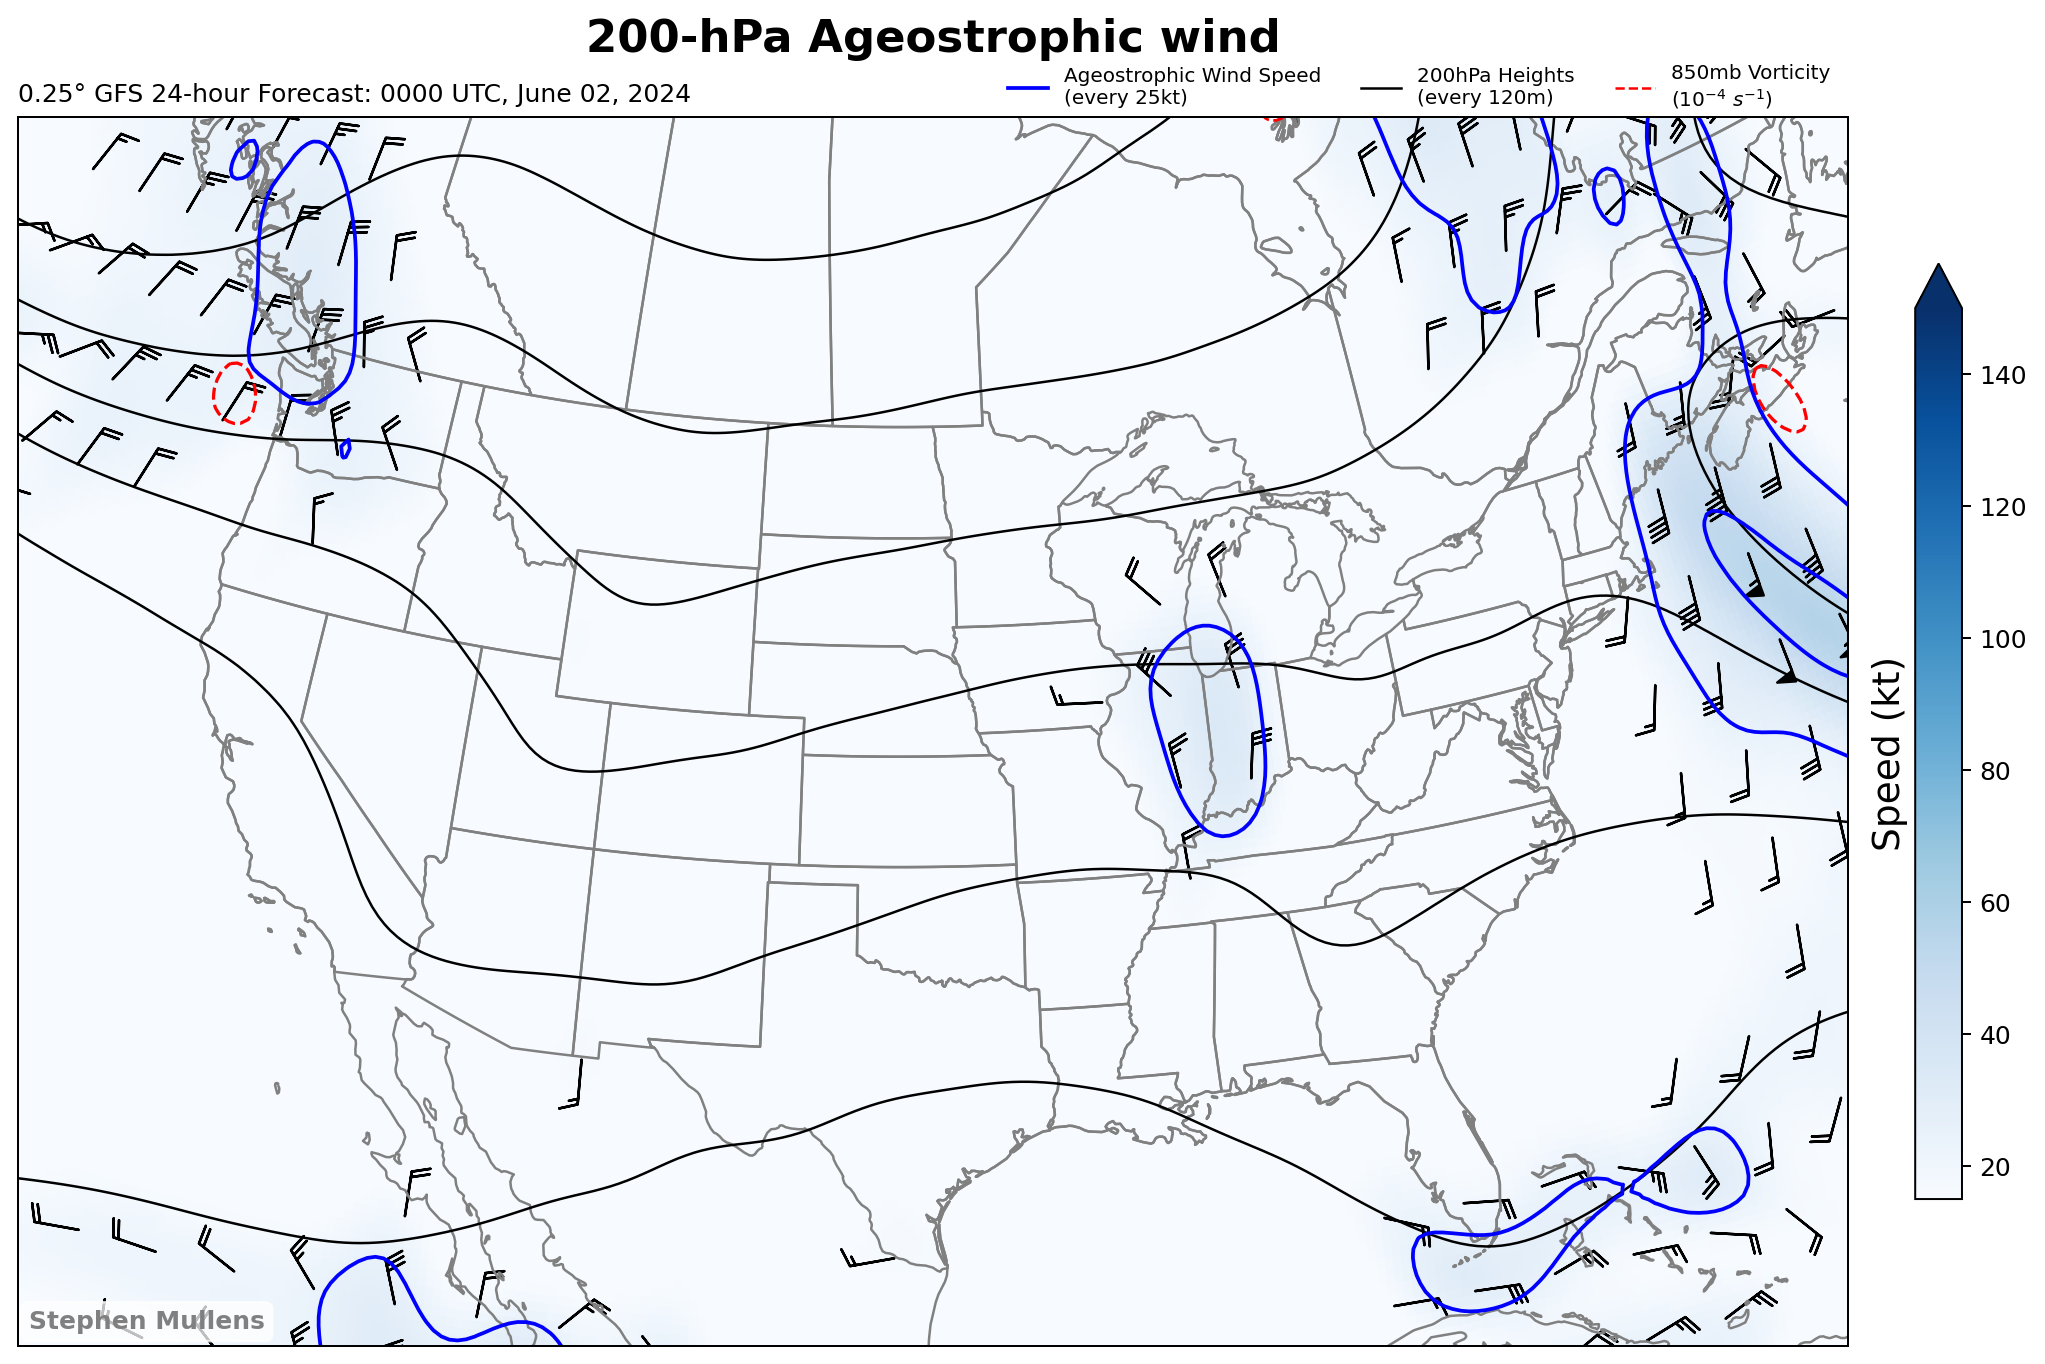 200-hPa Ageostrophic wind
0.25° GFS 24-hour Forecast: 0000 UTC, June 02, 2024
Ageostrophic Wind Speed
(every 25kt)
200hPa Heights
(every 120m)
850mb Vorticity
(10⁻⁴ s⁻¹)
140
120
100
80
60
40
20
Speed (kt)
Stephen Mullens